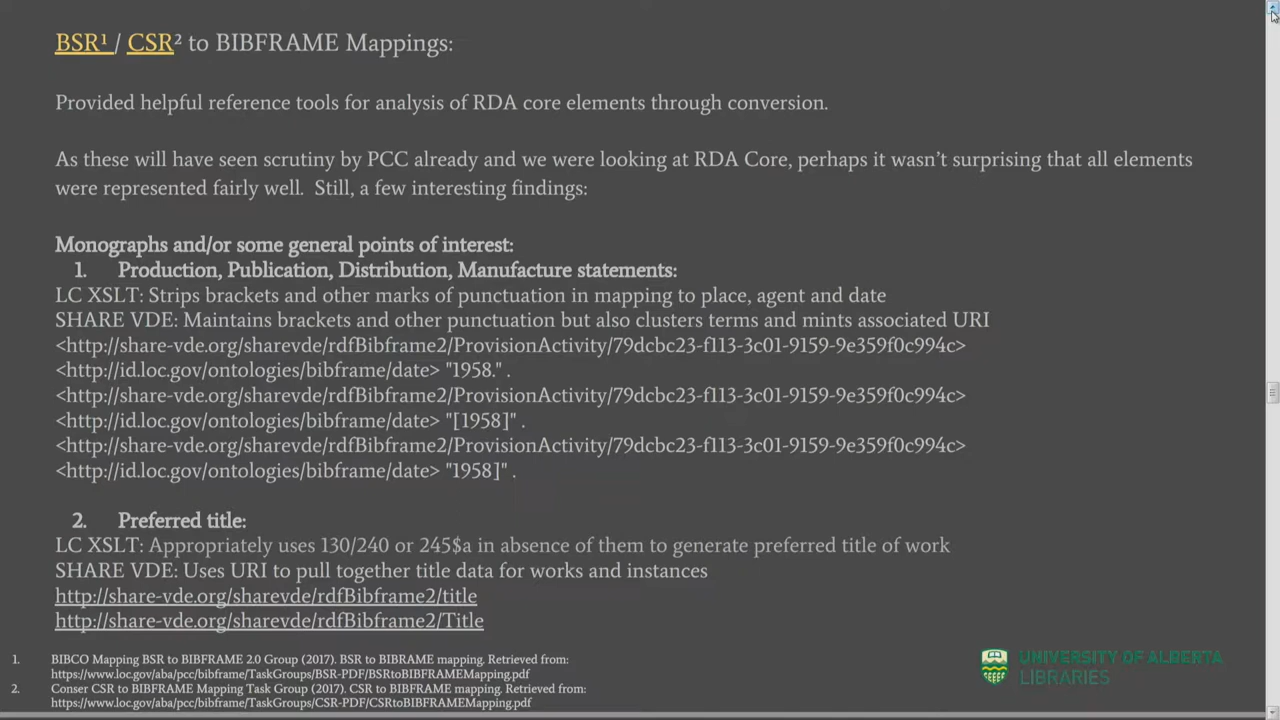 BSR¹ / CSR² to BIBFRAME Mappings:
Provided helpful reference tools for analysis of RDA core elements through conversion.
As these will have seen scrutiny by PCC already and we were looking at RDA Core, perhaps it wasn't surprising that all elements
were represented fairly well.  Still, a few interesting findings:
Monographs and/or some general points of interest:
1. Production, Publication, Distribution, Manufacture statements:
LC XSLT: Strips brackets and other marks of punctuation in mapping to place, agent and date
SHARE VDE: Maintains brackets and other punctuation but also clusters terms and mints associated URI
<http://share-vde.org/sharevde/rdfBibframe2/ProvisionActivity/79dcbc23-f113-3c01-9159-9e359f0c994c>
<http://id.loc.gov/ontologies/bibframe/date> "1958." .
<http://share-vde.org/sharevde/rdfBibframe2/ProvisionActivity/79dcbc23-f113-3c01-9159-9e359f0c994c>
<http://id.loc.gov/ontologies/bibframe/date> "[1958]" .
<http://share-vde.org/sharevde/rdfBibframe2/ProvisionActivity/79dcbc23-f113-3c01-9159-9e359f0c994c>
<http://id.loc.gov/ontologies/bibframe/date> "1958]" .
2. Preferred title:
LC XSLT: Appropriately uses 130/240 or 245$a in absence of them to generate preferred title of work
SHARE VDE: Uses URI to pull together title data for works and instances
http://share-vde.org/sharevde/rdfBibframe2/title
http://share-vde.org/sharevde/rdfBibframe2/Title
1. BIBCO Mapping BSR to BIBFRAME 2.0 Group (2017). BSR to BIBRAME mapping. Retrieved from:
https://www.loc.gov/aba/pcc/bibframe/TaskGroups/BSR-PDF/BSRtoBIBFRAMEMapping.pdf
2. Conser CSR to BIBFRAME Mapping Task Group (2017). CSR to BIBFRAME mapping. Retrieved from:
https://www.loc.gov/aba/pcc/bibframe/TaskGroups/CSR-PDF/CSRtoBIBFRAMEMapping.pdf
UNIVERSITY OF ALBERTA
LIBRARIES